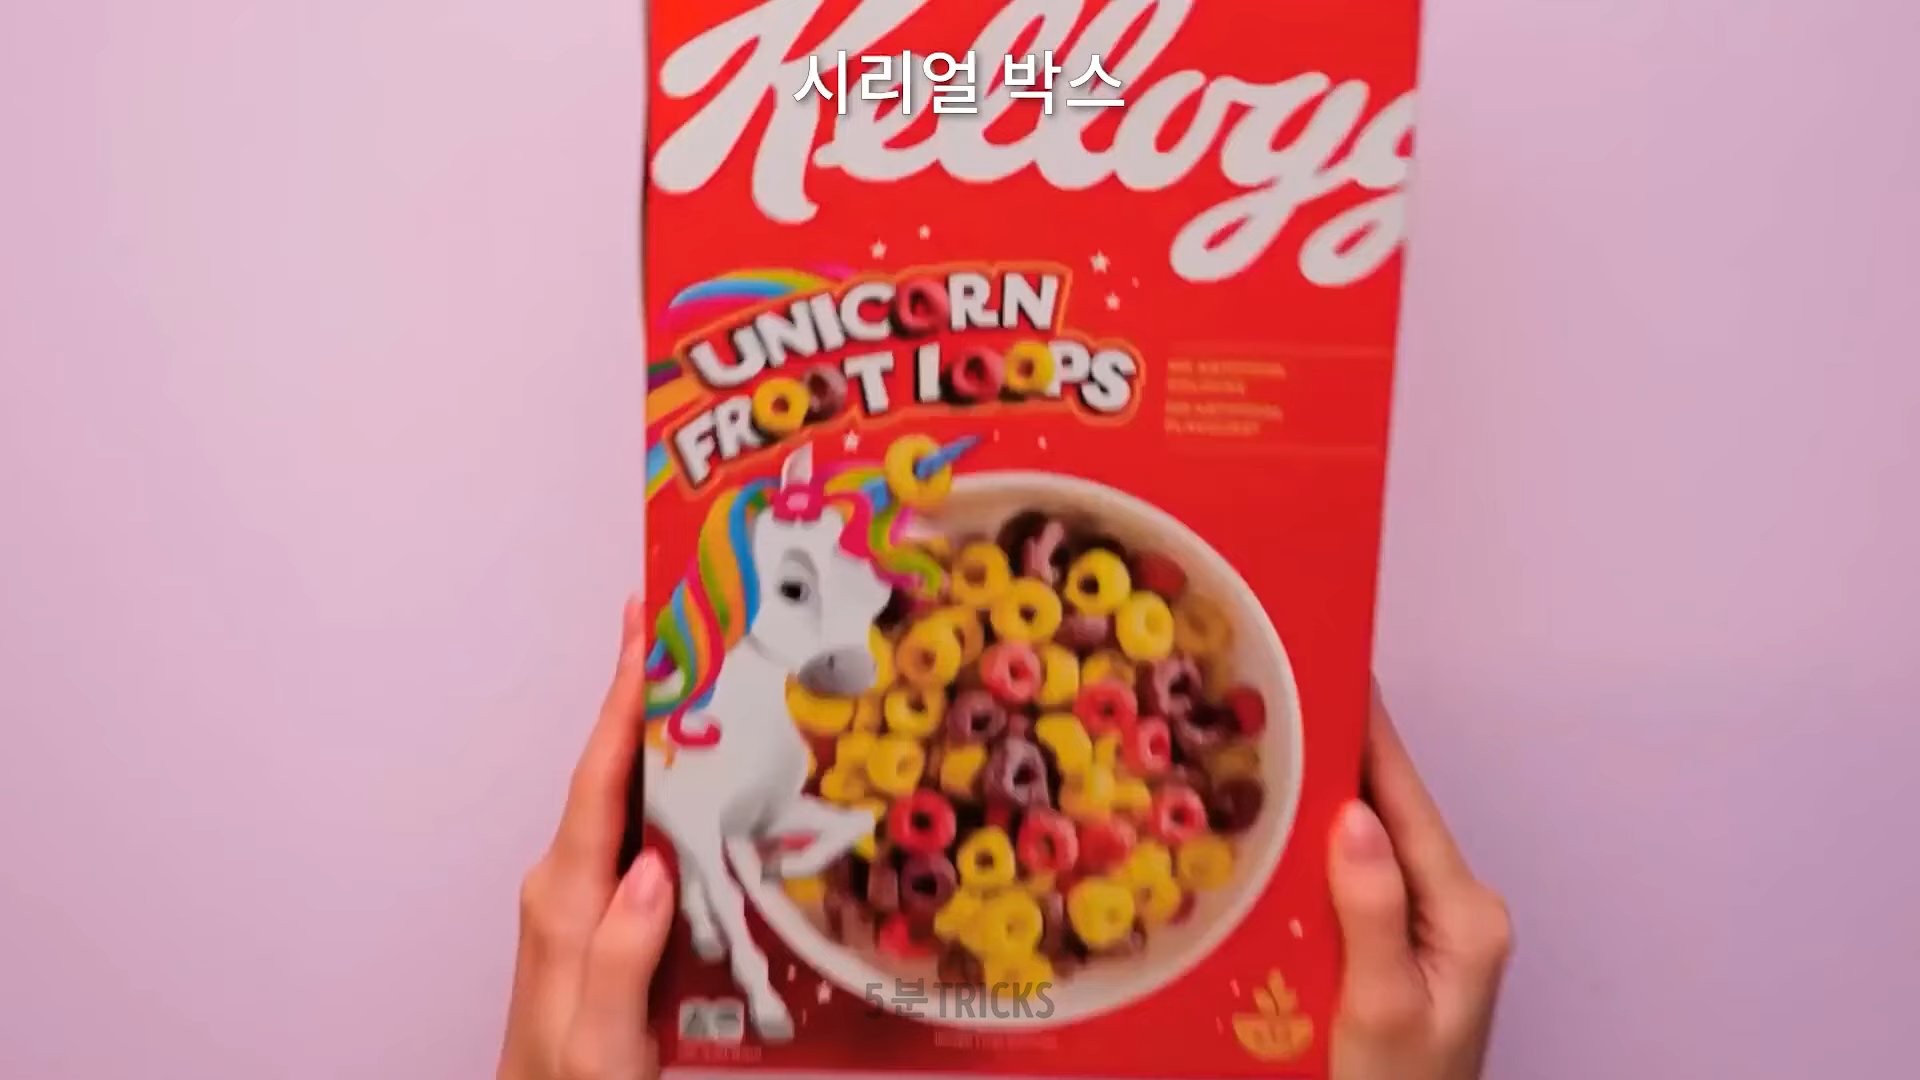 시리얼 박스
Kellogg
UNICORN
FROOT LOOPS
5분 TRICKS